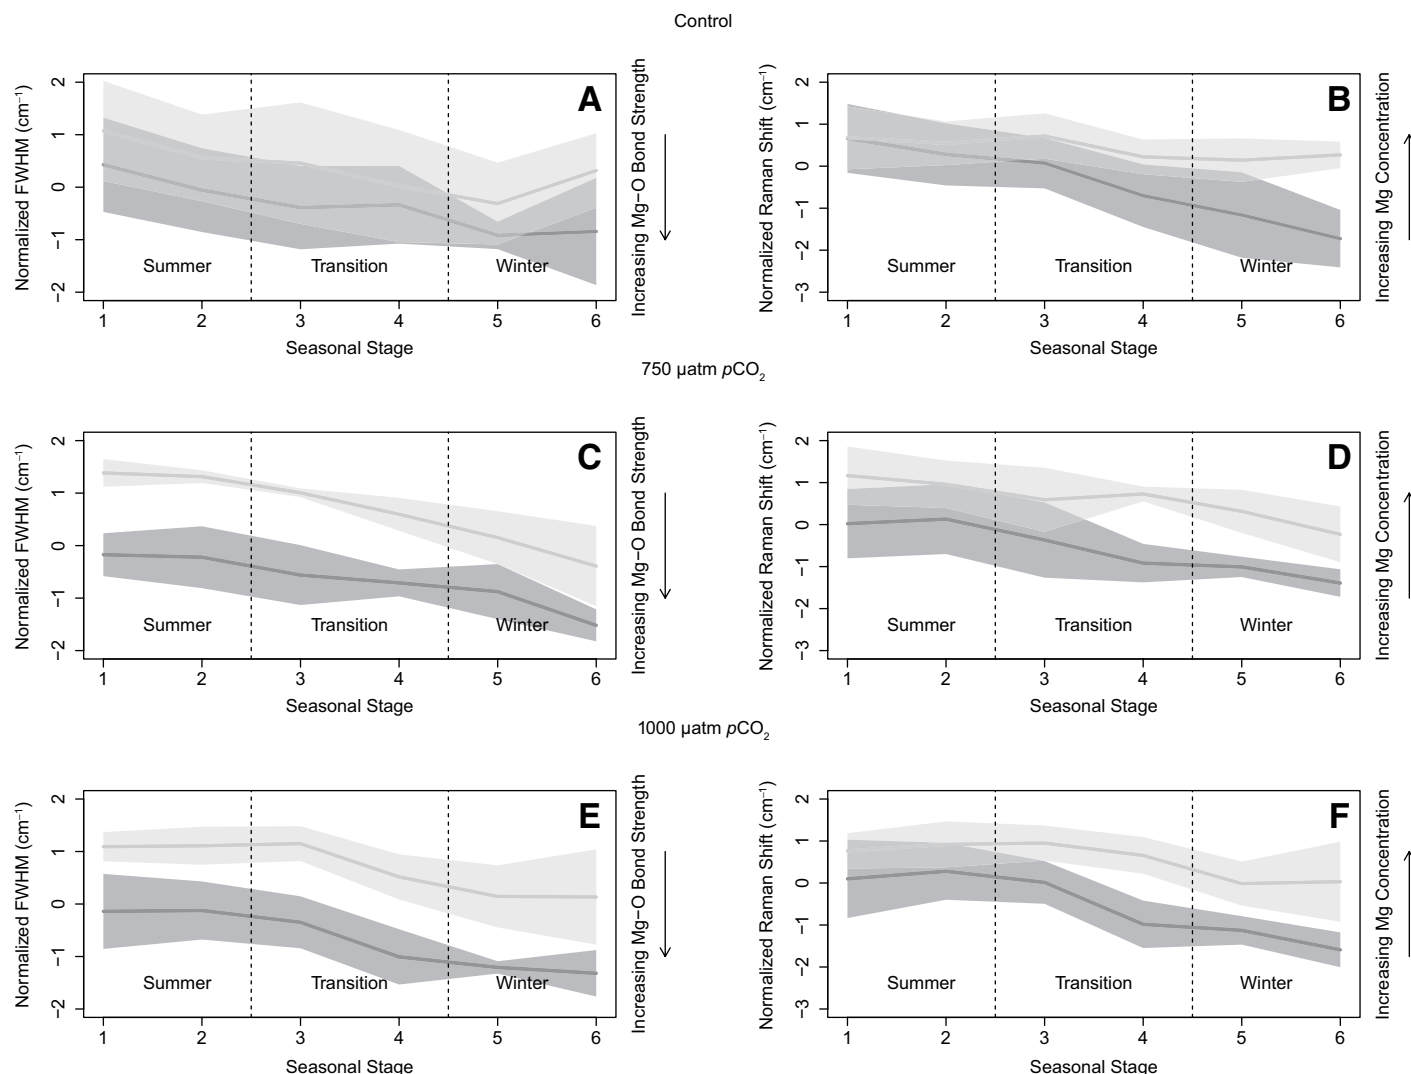 Control
A
Normalized FWHM (cm⁻¹)
2
1
0
−1
−2
Summer
Transition
Winter
1 2 3 4 5 6
Seasonal Stage
Increasing Mg−O Bond Strength
B
Normalized Raman Shift (cm⁻¹)
2
1
0
−1
−2
−3
Summer
Transition
Winter
1 2 3 4 5 6
Seasonal Stage
Increasing Mg Concentration
750 µatm pCO₂
C
Normalized FWHM (cm⁻¹)
2
1
0
−1
−2
Summer
Transition
Winter
1 2 3 4 5 6
Seasonal Stage
Increasing Mg−O Bond Strength
D
Normalized Raman Shift (cm⁻¹)
2
1
0
−1
−2
−3
Summer
Transition
Winter
1 2 3 4 5 6
Seasonal Stage
Increasing Mg Concentration
1000 µatm pCO₂
E
Normalized FWHM (cm⁻¹)
2
1
0
−1
−2
Summer
Transition
Winter
1 2 3 4 5 6
Seasonal Stage
Increasing Mg−O Bond Strength
F
Normalized Raman Shift (cm⁻¹)
2
1
0
−1
−2
−3
Summer
Transition
Winter
1 2 3 4 5 6
Seasonal Stage
Increasing Mg Concentration